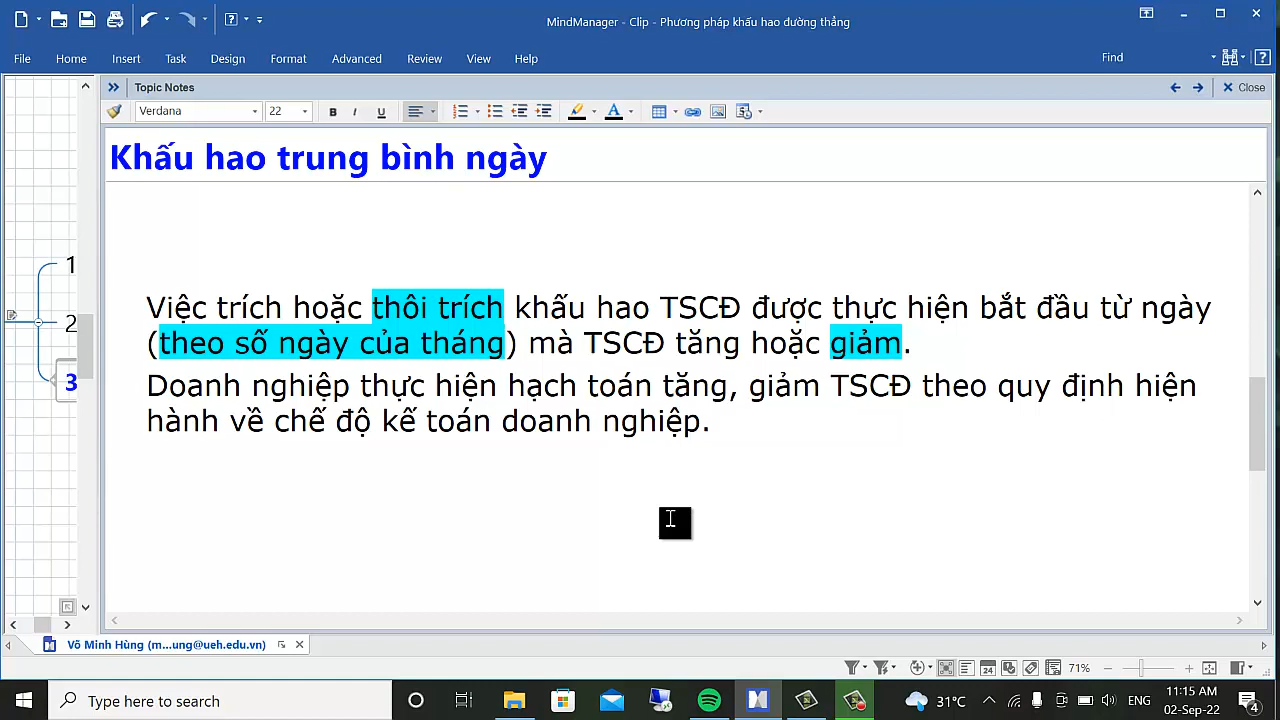 MindManager - Clip - Phương pháp khấu hao đường thẳng
File Home Insert Task Design Format Advanced Review View Help Find
Topic Notes Close
Verdana 22 B I U A
Khấu hao trung bình ngày
1
2
3
Việc trích hoặc thôi trích khấu hao TSCĐ được thực hiện bắt đầu từ ngày
(theo số ngày của tháng) mà TSCĐ tăng hoặc giảm.
Doanh nghiệp thực hiện hạch toán tăng, giảm TSCĐ theo quy định hiện
hành về chế độ kế toán doanh nghiệp.
Võ Minh Hùng (m...ung@ueh.edu.vn)
24 71%
Type here to search
31°C ENG 11:15 AM
02-Sep-22 4